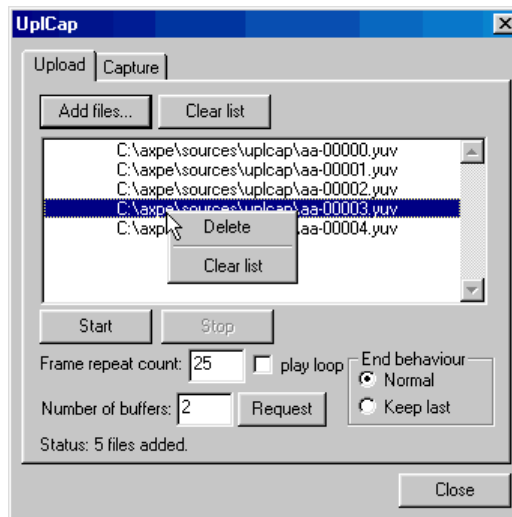 UplCap
Upload Capture
Add files... Clear list
C:\axpe\sources\uplcap\aa-00000.yuv
C:\axpe\sources\uplcap\aa-00001.yuv
C:\axpe\sources\uplcap\aa-00002.yuv
C:\axpe\sources\uplcap\aa-00003.yuv
C:\axpe aa-00004.yuv
Delete
Clear list
Start Stop
Frame repeat count: 25 play loop
End behaviour
Normal
Keep last
Number of buffers: 2 Request
Status: 5 files added.
Close